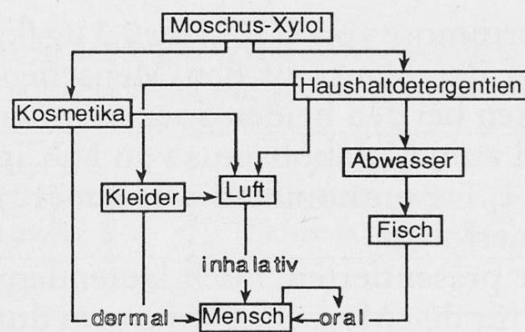 Moschus-Xylol
Haushaltdetergentien
Kosmetika
Abwasser
Kleider
Luft
Fisch
inhalativ
dermal
Mensch
oral